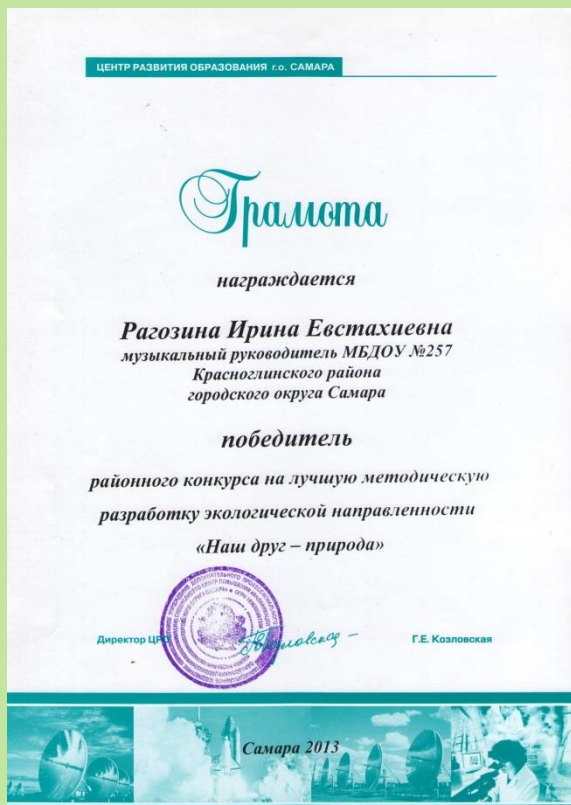 ЦЕНТР РАЗВИТИЯ ОБРАЗОВАНИЯ г.о. САМАРА
Грамота
награждается
Рагозина Ирина Евстахиевна
музыкальный руководитель МБДОУ №257
Красноглинского района
городского округа Самара
победитель
районного конкурса на лучшую методическую
разработку экологической направленности
«Наш друг – природа»
Директор ЦРО Г.Е. Козловская
Самара 2013